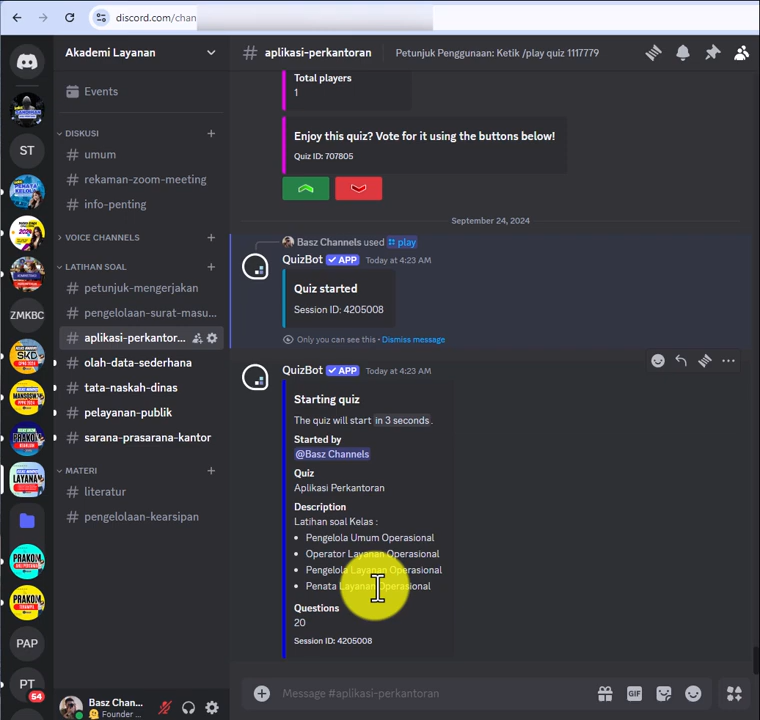 discord.com/chan
Akademi Layanan
Events
DISKUSI
umum
rekaman-zoom-meeting
info-penting
VOICE CHANNELS
LATIHAN SOAL
petunjuk-mengerjakan
pengelolaan-surat-masu...
aplikasi-perkantor...
olah-data-sederhana
tata-naskah-dinas
pelayanan-publik
sarana-prasarana-kantor
MATERI
literatur
pengelolaan-kearsipan
ST
ZMKBC
SKD
PRAKOM
LAYANA
PRAKOM
PRAKOM
PAP
PT
54
Basz Chan...
Founder ...
aplikasi-perkantoran
Petunjuk Penggunaan: Ketik /play quiz 1117779
Total players
1
Enjoy this quiz? Vote for it using the buttons below!
Quiz ID: 707805
September 24, 2024
Basz Channels used play
QuizBot APP Today at 4:23 AM
Quiz started
Session ID: 4205008
Only you can see this • Dismiss message
QuizBot APP Today at 4:23 AM
Starting quiz
The quiz will start in 3 seconds.
Started by
@Basz Channels
Quiz
Aplikasi Perkantoran
Description
Latihan soal Kelas :
• Pengelola Umum Operasional
• Operator Layanan Operasional
• Pengelola Layanan Operasional
• Penata Layanan Operasional
Questions
20
Session ID: 4205008
Message #aplikasi-perkantoran
GIF